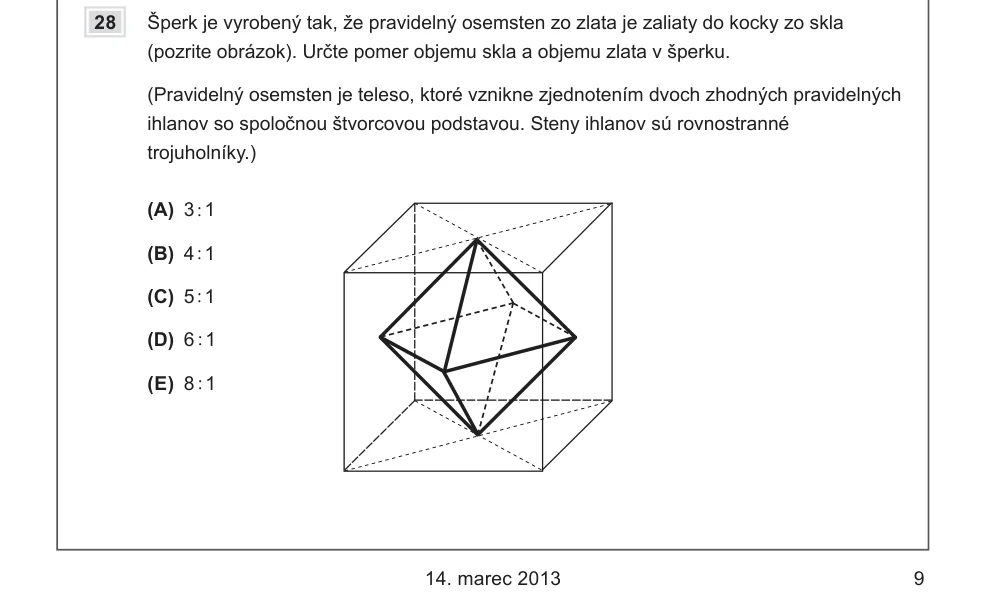 28 Šperk je vyrobený tak, že pravidelný osemsten zo zlata je zaliaty do kocky zo skla
(pozrite obrázok). Určte pomer objemu skla a objemu zlata v šperku.
(Pravidelný osemsten je teleso, ktoré vznikne zjednotením dvoch zhodných pravidelných
ihlanov so spoločnou štvorcovou podstavou. Steny ihlanov sú rovnostranné
trojuholníky.)
(A) 3:1
(B) 4:1
(C) 5:1
(D) 6:1
(E) 8:1
14. marec 2013 9